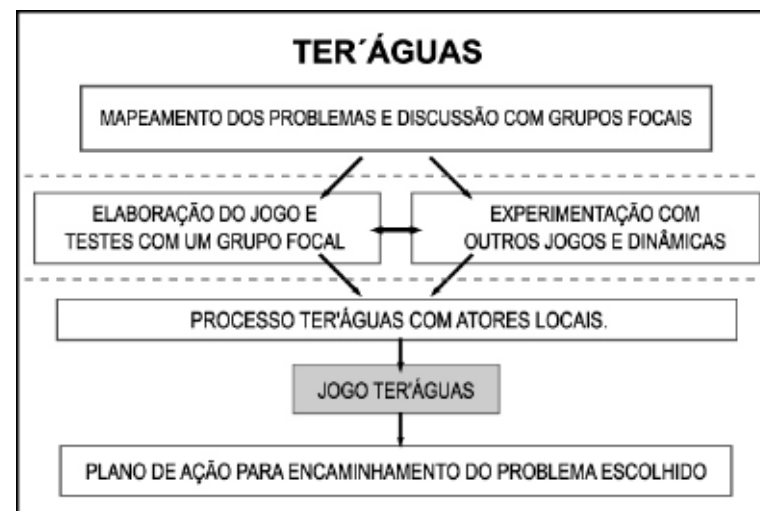 TER´ÁGUAS
MAPEAMENTO DOS PROBLEMAS E DISCUSSÃO COM GRUPOS FOCAIS
ELABORAÇÃO DO JOGO E
TESTES COM UM GRUPO FOCAL
EXPERIMENTAÇÃO COM
OUTROS JOGOS E DINÂMICAS
PROCESSO TER'ÁGUAS COM ATORES LOCAIS.
JOGO TER'ÁGUAS
PLANO DE AÇÃO PARA ENCAMINHAMENTO DO PROBLEMA ESCOLHIDO